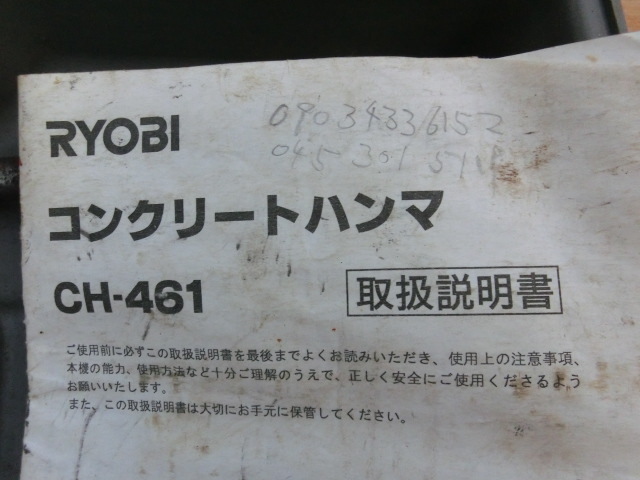 RYOBI
09034336152
045 301 511
コンクリートハンマ
CH-461
取扱説明書
ご使用前に必ずこの取扱説明書を最後までよくお読みいただき、使用上の注意事項、
本機の能力、使用方法など十分ご理解のうえで、正しく安全にご使用くださるよう
お願いいたします。
また、この取扱説明書は大切にお手元に保管してください。